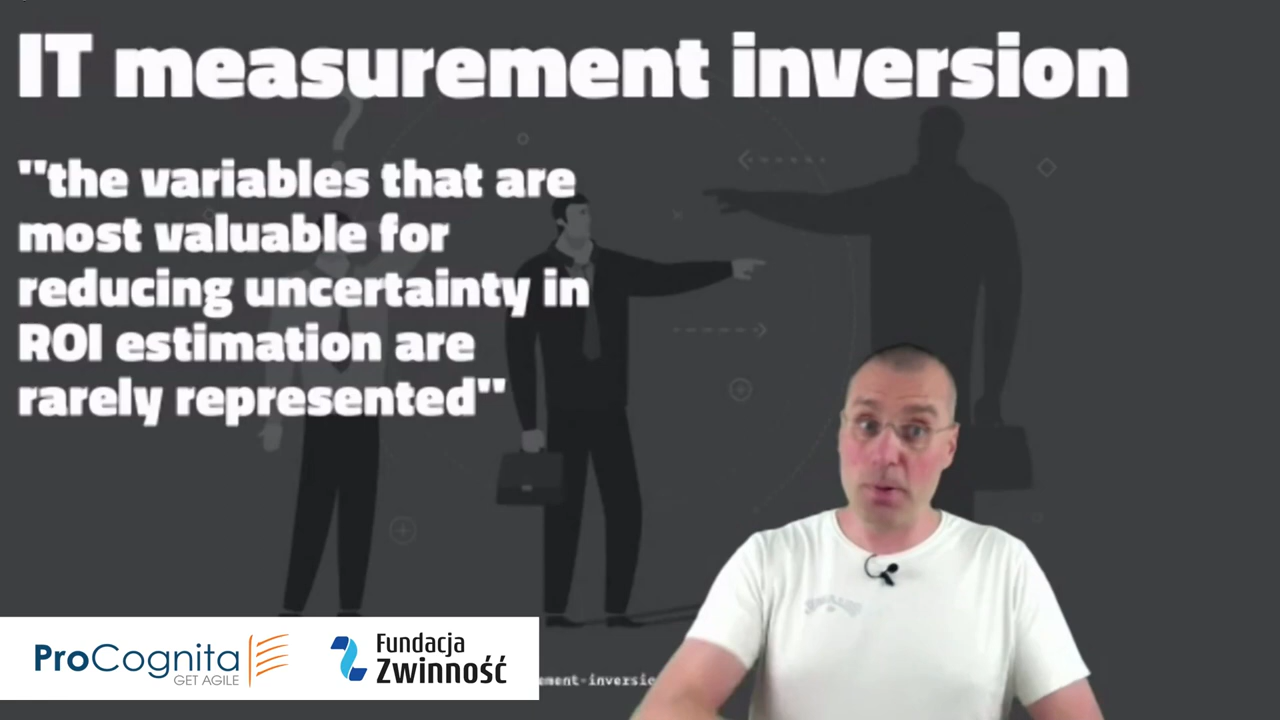 IT measurement inversion
"the variables that are
most valuable for
reducing uncertainty in
ROI estimation are
rarely represented"
ProCognita
GET AGILE
Fundacja
Zwinność